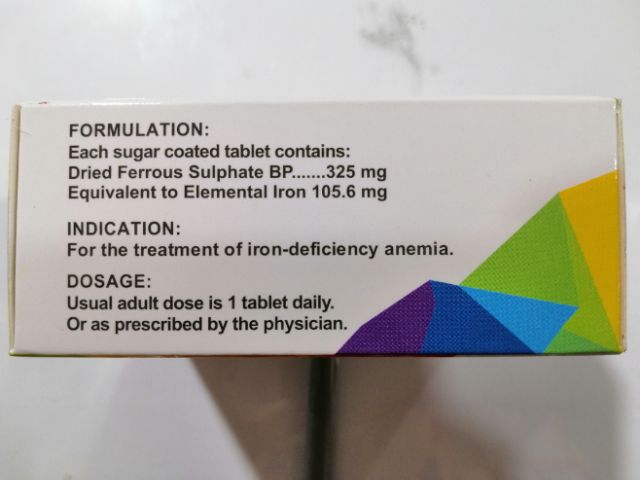 FORMULATION:
Each sugar coated tablet contains:
Dried Ferrous Sulphate BP.......325 mg
Equivalent to Elemental Iron 105.6 mg
INDICATION:
For the treatment of iron-deficiency anemia.
DOSAGE:
Usual adult dose is 1 tablet daily.
Or as prescribed by the physician.